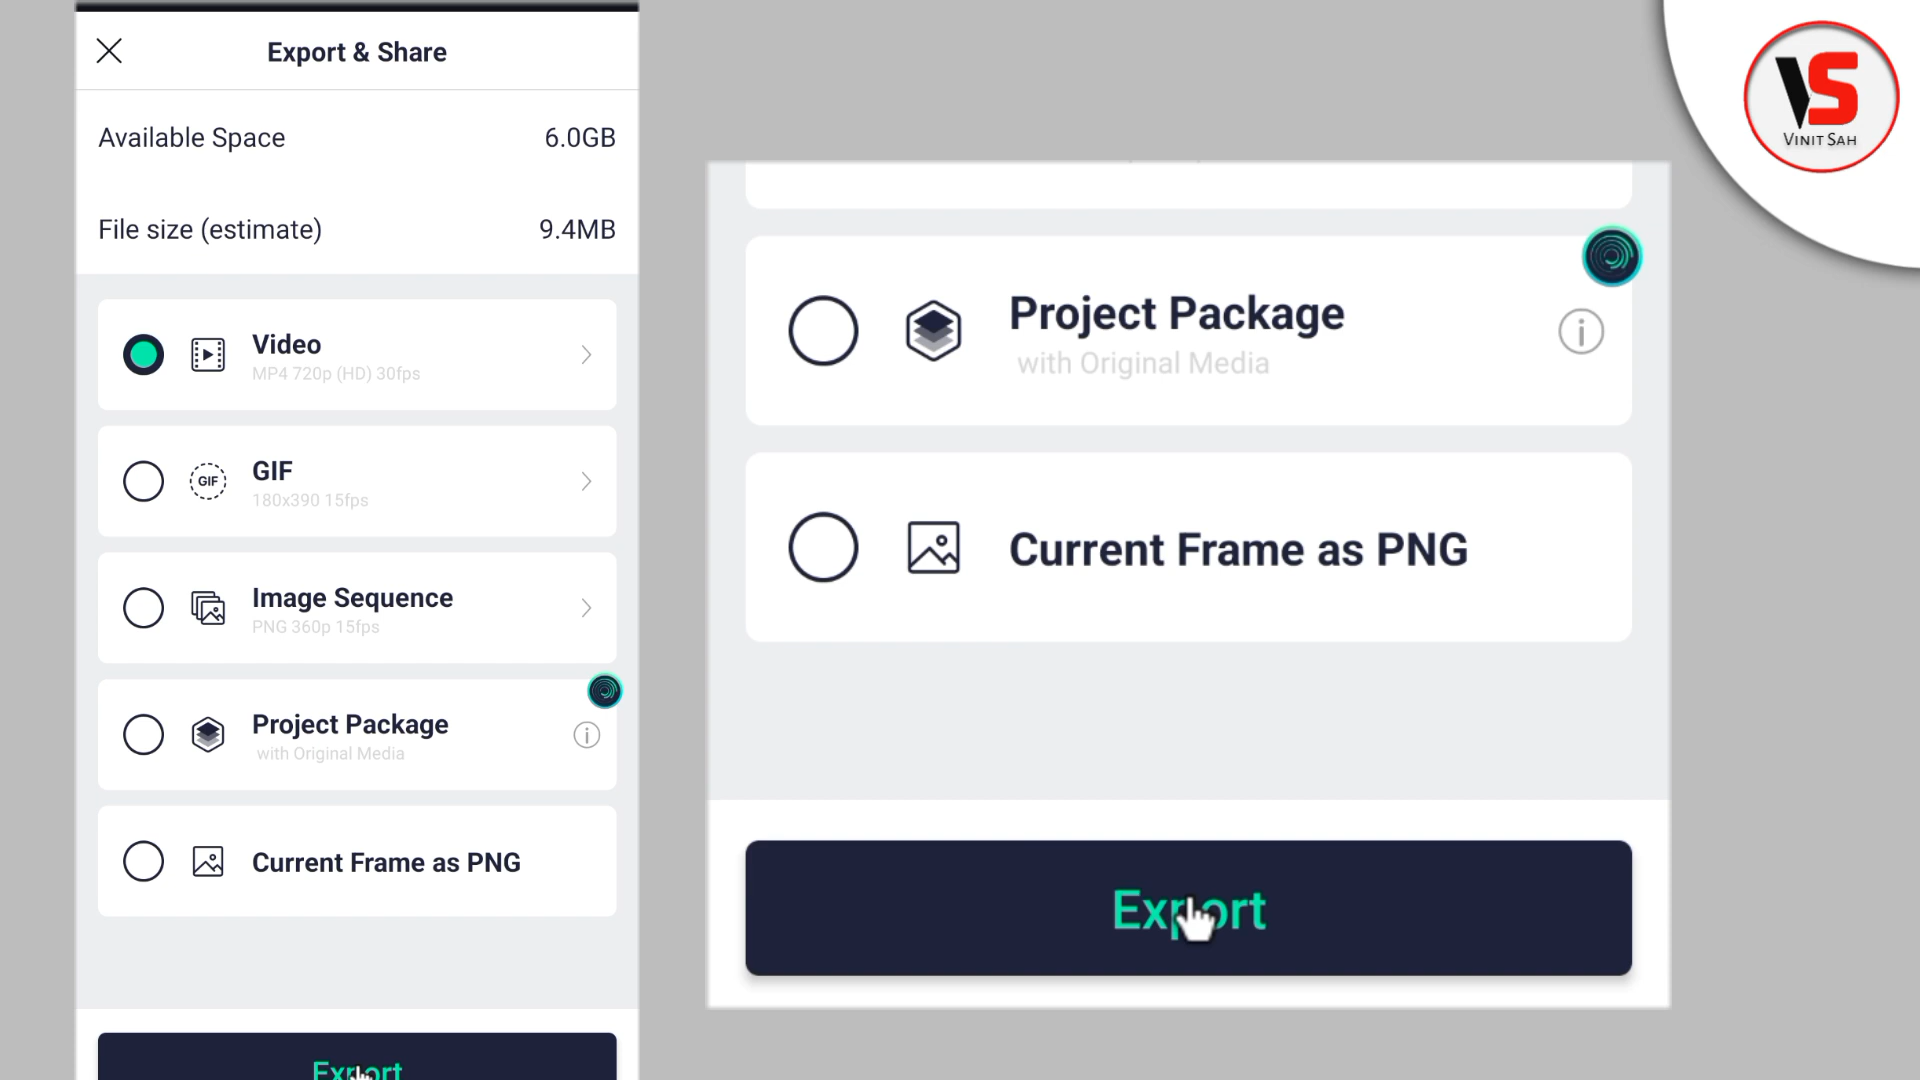 Export & Share
Available Space 6.0GB
File size (estimate) 9.4MB
Video
MP4 720p (HD) 30fps
GIF
GIF
180x390 15fps
Image Sequence
PNG 360p 15fps
Project Package
with Original Media
Current Frame as PNG
Export
Project Package
with Original Media
Current Frame as PNG
Export
VS
VINIT SAH